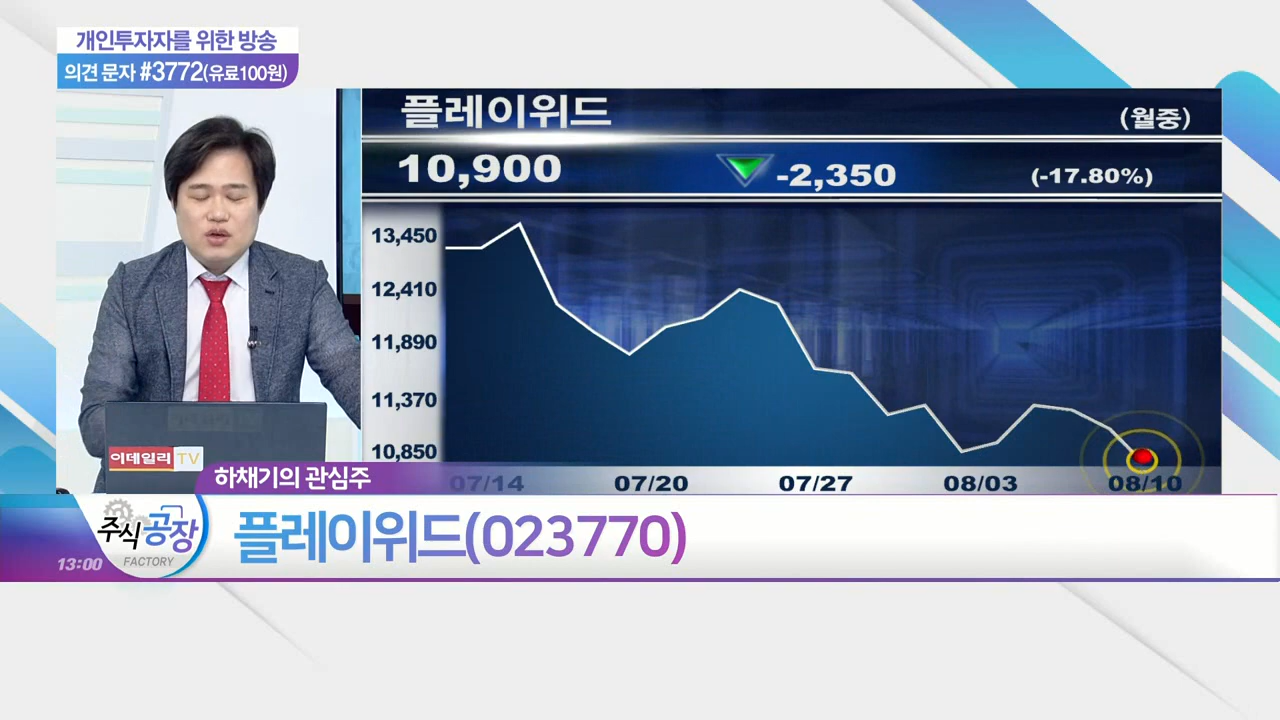 개인투자자를 위한 방송
의견 문자 #3772(유료100원)
플레이위드
(월중)
10,900
-2,350
(-17.80%)
13,450
12,410
11,890
11,370
10,850
07/14
07/20
07/27
08/03
08/10
이데일리 TV
하채기의 관심주
주식공장
FACTORY
13:00
플레이위드(023770)